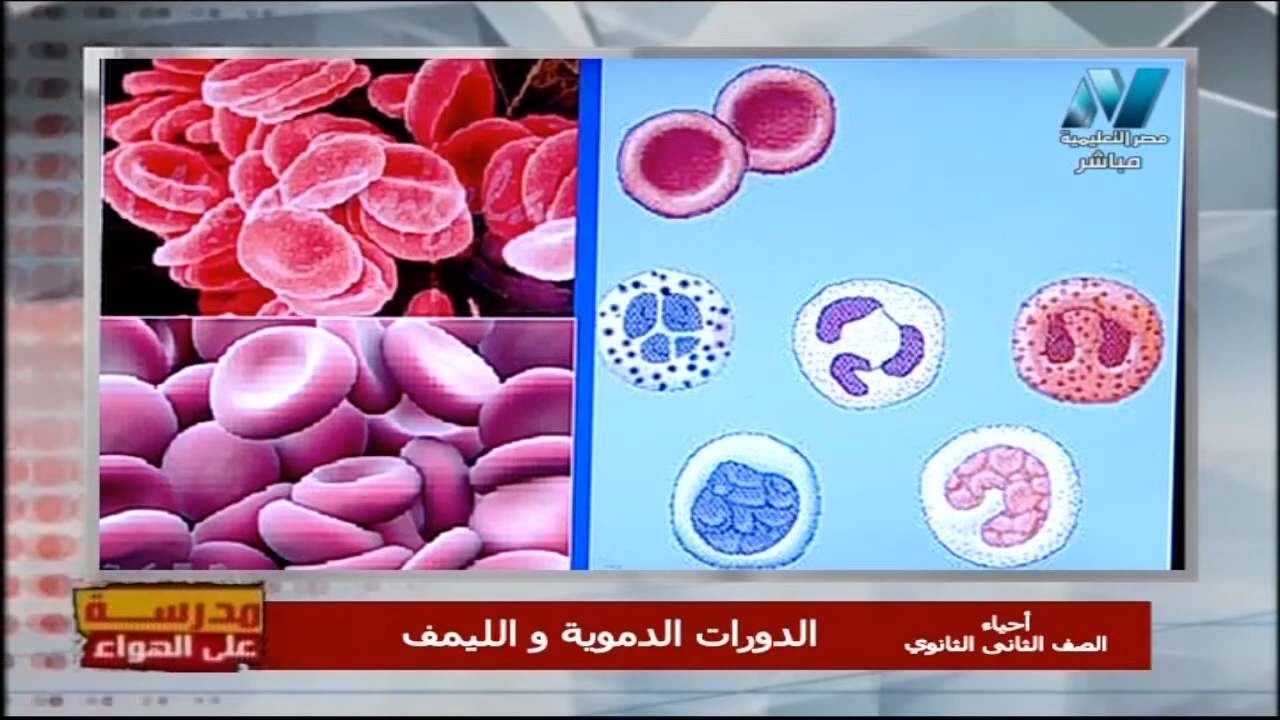 مصر التعليمية
مباشر
أحياء
الصف الثانى الثانوي
الدورات الدموية و الليمف
مدرسة
على الهواء